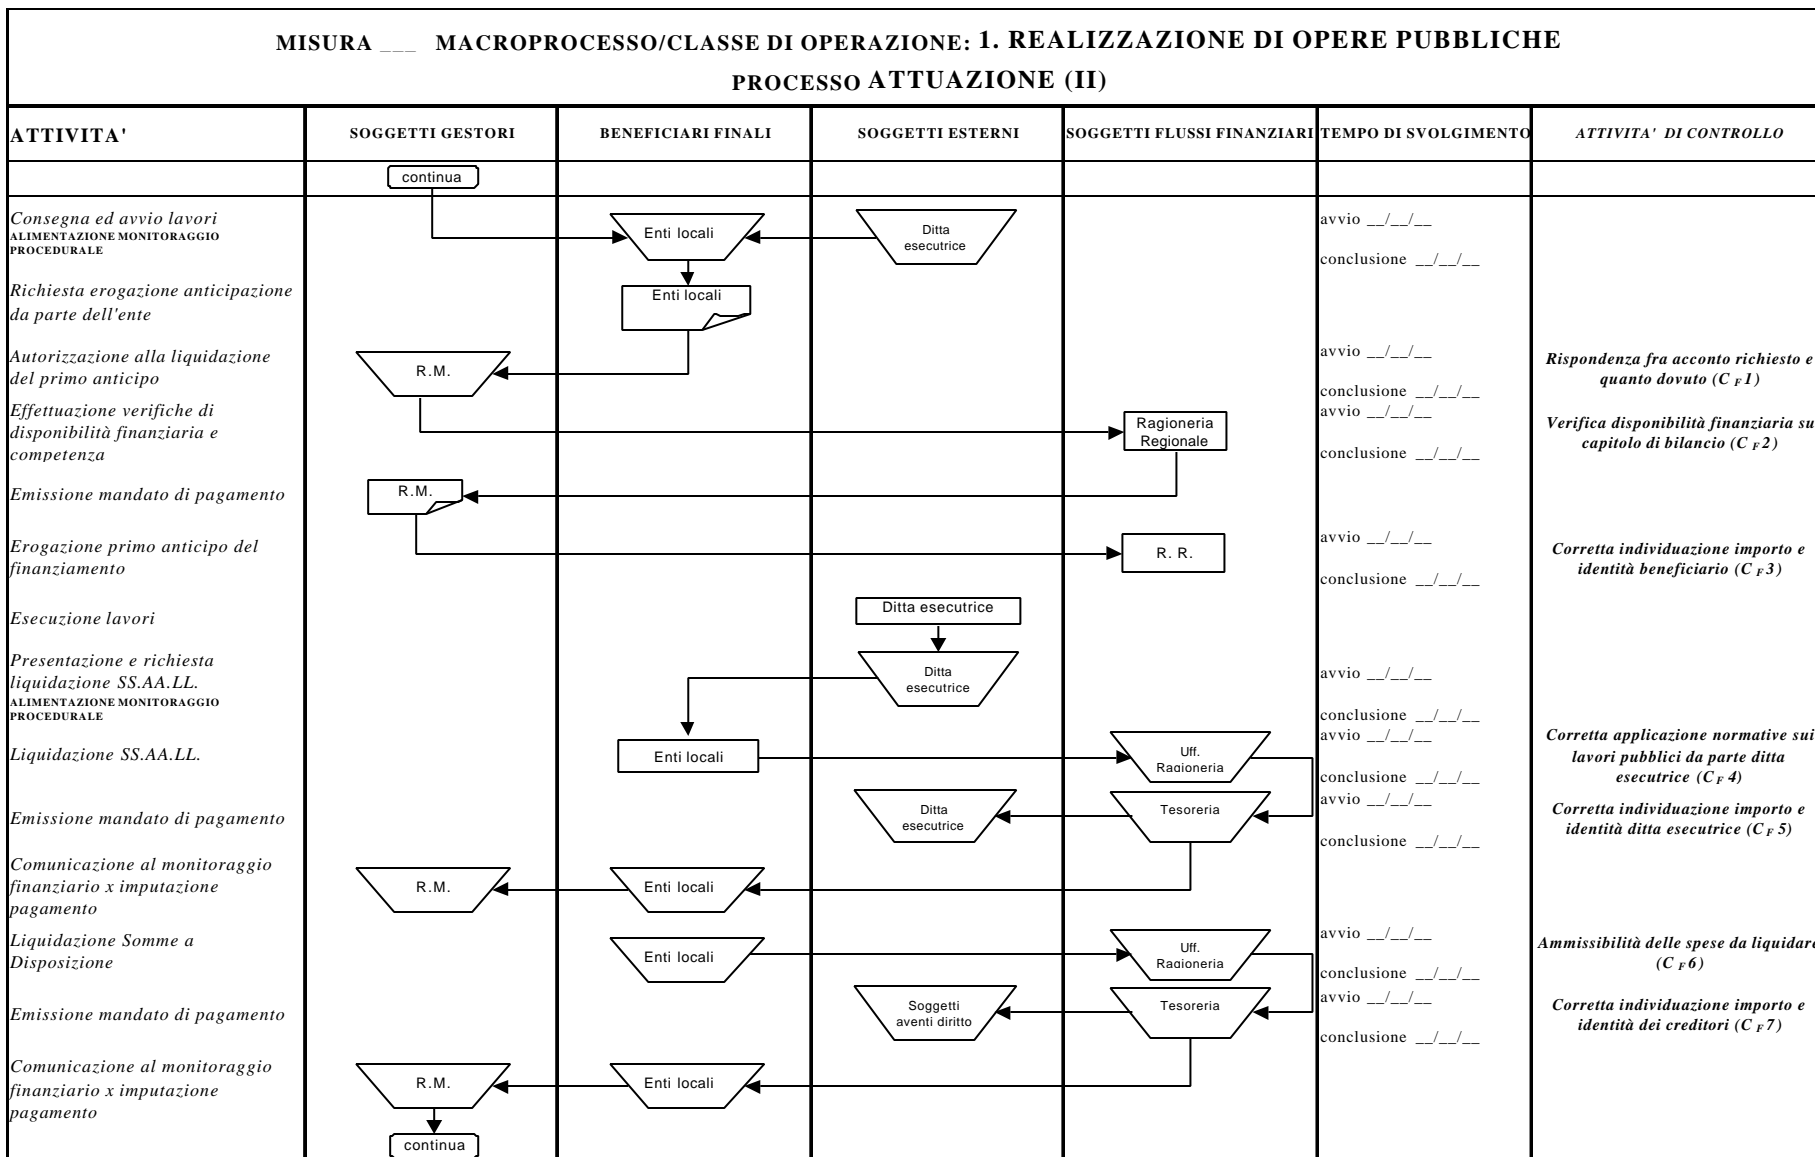 MISURA ___ MACROPROCESSO/CLASSE DI OPERAZIONE: 1. REALIZZAZIONE DI OPERE PUBBLICHE
PROCESSO ATTUAZIONE (II)
ATTIVITA' SOGGETTI GESTORI BENEFICIARI FINALI SOGGETTI ESTERNI SOGGETTI FLUSSI FINANZIARI TEMPO DI SVOLGIMENTO ATTIVITA' DI CONTROLLO
continua
Consegna ed avvio lavori
ALIMENTAZIONE MONITORAGGIO
PROCEDURALE
Enti locali
Ditta
esecutrice
avvio __/__/__
conclusione __/__/__
Richiesta erogazione anticipazione
da parte dell'ente
Enti locali
Autorizzazione alla liquidazione
del primo anticipo
R.M.
avvio __/__/__
conclusione __/__/__
Rispondenza fra acconto richiesto e
quanto dovuto (C F 1)
Effettuazione verifiche di
disponibilità finanziaria e
competenza
Ragioneria
Regionale
avvio __/__/__
conclusione __/__/__
Verifica disponibilità finanziaria su
capitolo di bilancio (C F 2)
Emissione mandato di pagamento
R.M.
Erogazione primo anticipo del
finanziamento
R. R.
avvio __/__/__
conclusione __/__/__
Corretta individuazione importo e
identità beneficiario (C F 3)
Esecuzione lavori
Ditta esecutrice
Presentazione e richiesta
liquidazione SS.AA.LL.
ALIMENTAZIONE MONITORAGGIO
PROCEDURALE
Ditta
esecutrice
avvio __/__/__
conclusione __/__/__
Liquidazione SS.AA.LL.
Enti locali
Uff.
Ragioneria
avvio __/__/__
conclusione __/__/__
Corretta applicazione normative sui
lavori pubblici da parte ditta
esecutrice (C F 4)
Emissione mandato di pagamento
Ditta
esecutrice
Tesoreria
avvio __/__/__
conclusione __/__/__
Corretta individuazione importo e
identità ditta esecutrice (C F 5)
Comunicazione al monitoraggio
finanziario x imputazione
pagamento
R.M.
Enti locali
Liquidazione Somme a
Disposizione
Enti locali
Uff.
Ragioneria
avvio __/__/__
conclusione __/__/__
Ammissibilità delle spese da liquidare
(C F 6)
Emissione mandato di pagamento
Soggetti
aventi diritto
Tesoreria
avvio __/__/__
conclusione __/__/__
Corretta individuazione importo e
identità dei creditori (C F 7)
Comunicazione al monitoraggio
finanziario x imputazione
pagamento
R.M.
Enti locali
continua